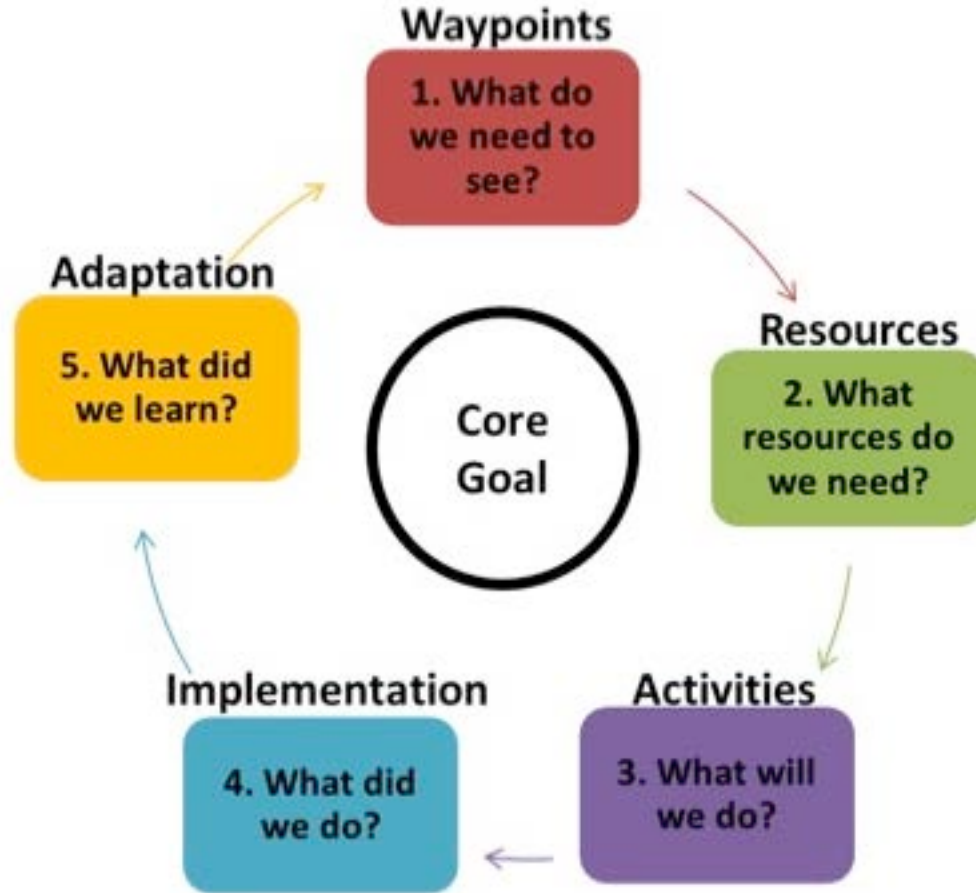 Waypoints
1. What do
we need to
see?
Resources
2. What
resources do
we need?
Activities
3. What will
we do?
Implementation
4. What did
we do?
Adaptation
5. What did
we learn?
Core
Goal